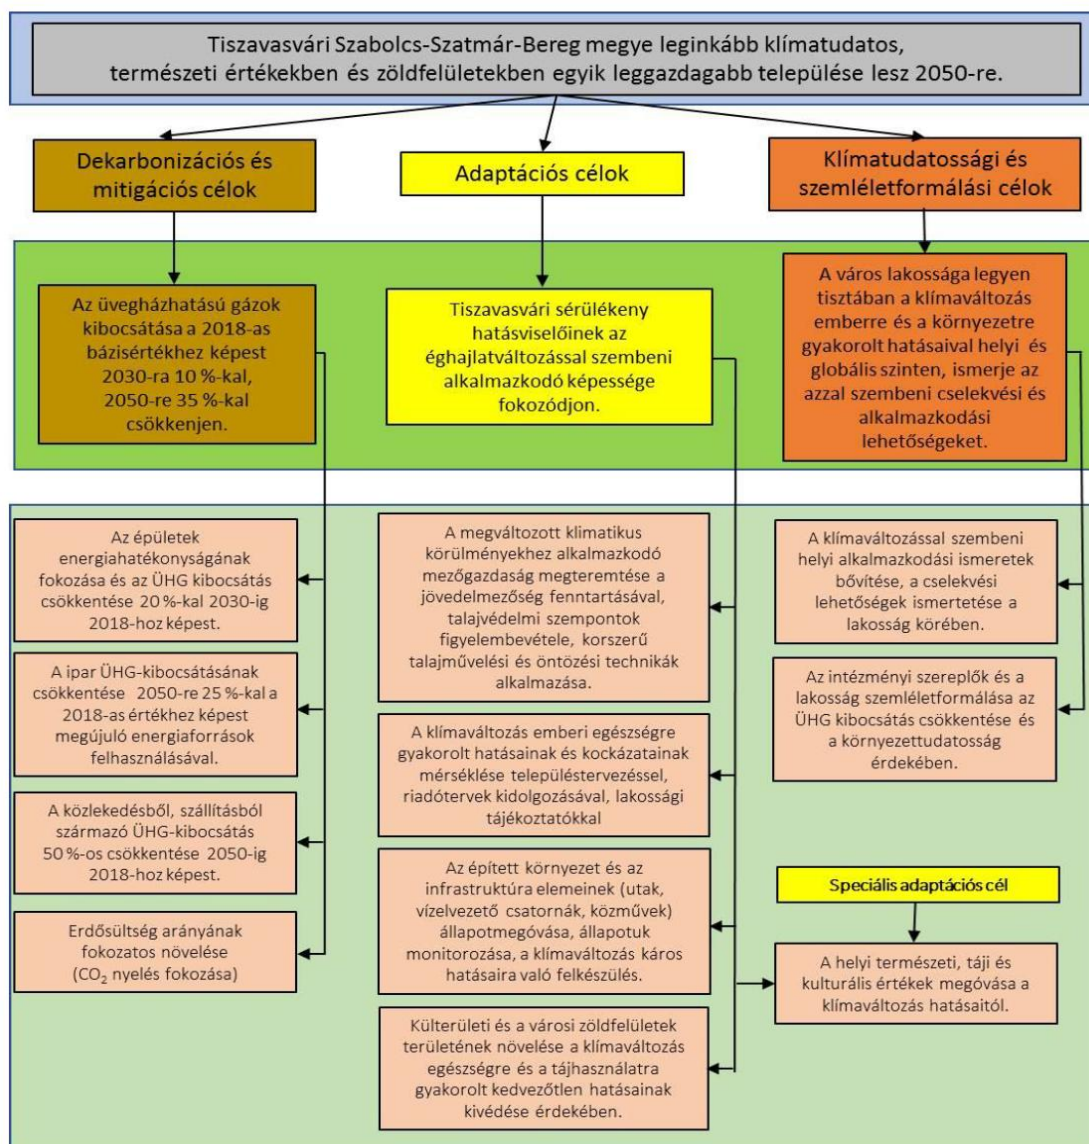 Tiszavasvári Szabolcs-Szatmár-Bereg megye leginkább klímatudatos,
természeti értékekben és zöldfelületekben egyik leggazdagabb települése lesz 2050-re.
Dekarbonizációs és
mitigációs célok
Adaptációs célok
Klímatudatossági és
szemléletformálási célok
Az üvegházhatású gázok
kibocsátása a 2018-as
bázisértékhez képest
2030-ra 10 %-kal,
2050-re 35 %-kal
csökkenjen.
Tiszavasvári sérülékeny
hatásviselőinek az
éghajlatváltozással szembeni
alkalmazkodó képessége
fokozódjon.
A város lakossága legyen
tisztában a klímaváltozás
emberre és a környezetre
gyakorolt hatásaival helyi és
globális szinten, ismerje az
azzal szembeni cselekvési és
alkalmazkodási
lehetőségeket.
Az épületek
energiahatékonyságának
fokozása és az ÜHG kibocsátás
csökkentése 20 %-kal 2030-ig
2018-hoz képest.
A ipar ÜHG-kibocsátásának
csökkentése 2050-re 25 %-kal a
2018-as értékhez képest
megújuló energiaforrások
felhasználásával.
A közlekedésből, szállításból
származó ÜHG-kibocsátás
50 %-os csökkentése 2050-ig
2018-hoz képest.
Erdősültség arányának
fokozatos növelése
(CO₂ nyelés fokozása)
A megváltozott klimatikus
körülményekhez alkalmazkodó
mezőgazdaság megteremtése a
jövedelmezőség fenntartásával,
talajvédelmi szempontok
figyelembevétele, korszerű
talajművelési és öntözési technikák
alkalmazása.
A klímaváltozás emberi egészségre
gyakorolt hatásainak és kockázatainak
mérséklése településtervezéssel,
riadótervek kidolgozásával, lakossági
tájékoztatókkal
Az épített környezet és az
infrastruktúra elemeinek (utak,
vízelvezető csatornák, közművek)
állapotmegóvása, állapotuk
monitorozása, a klímaváltozás káros
hatásaira való felkészülés.
Külterületi és a városi zöldfelületek
területének növelése a klímaváltozás
egészségre és a tájhasználatra
gyakorolt kedvezőtlen hatásainak
kivédése érdekében.
A klímaváltozással szembeni
helyi alkalmazkodási ismeretek
bővítése, a cselekvési
lehetőségek ismertetése a
lakosság körében.
Az intézményi szereplők és a
lakosság szemléletformálása az
ÜHG kibocsátás csökkentése és
a környezettudatosság
érdekében.
Speciális adaptációs cél
A helyi természeti, táji és
kulturális értékek megóvása a
klímaváltozás hatásaitól.